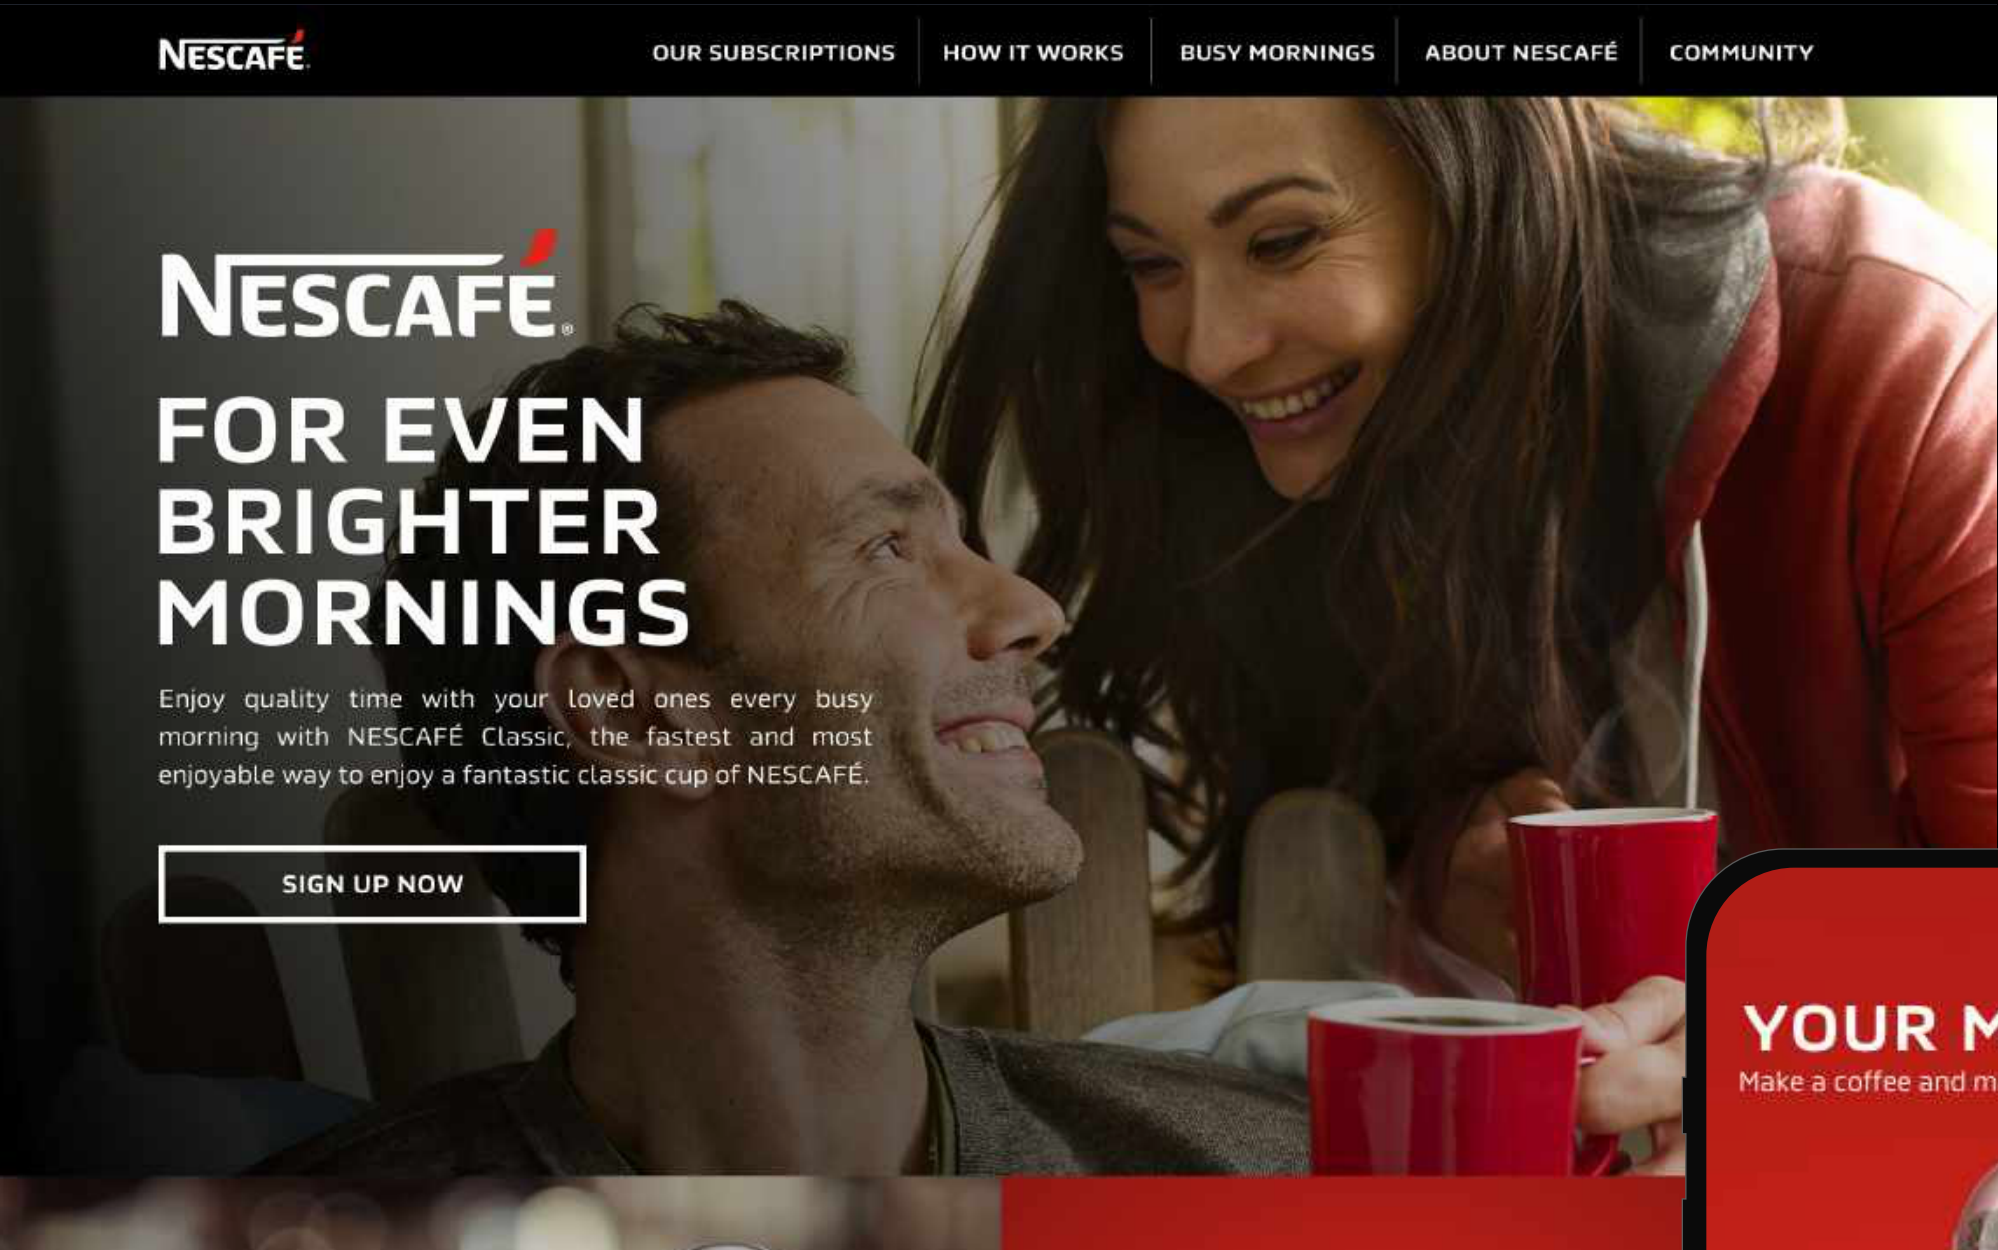 NESCAFÉ.
OUR SUBSCRIPTIONS
HOW IT WORKS
BUSY MORNINGS
ABOUT NESCAFÉ
COMMUNITY
NESCAFÉ®
FOR EVEN
BRIGHTER
MORNINGS
Enjoy quality time with your loved ones every busy
morning with NESCAFÉ Classic, the fastest and most
enjoyable way to enjoy a fantastic classic cup of NESCAFÉ.
SIGN UP NOW
YOUR M
Make a coffee and m